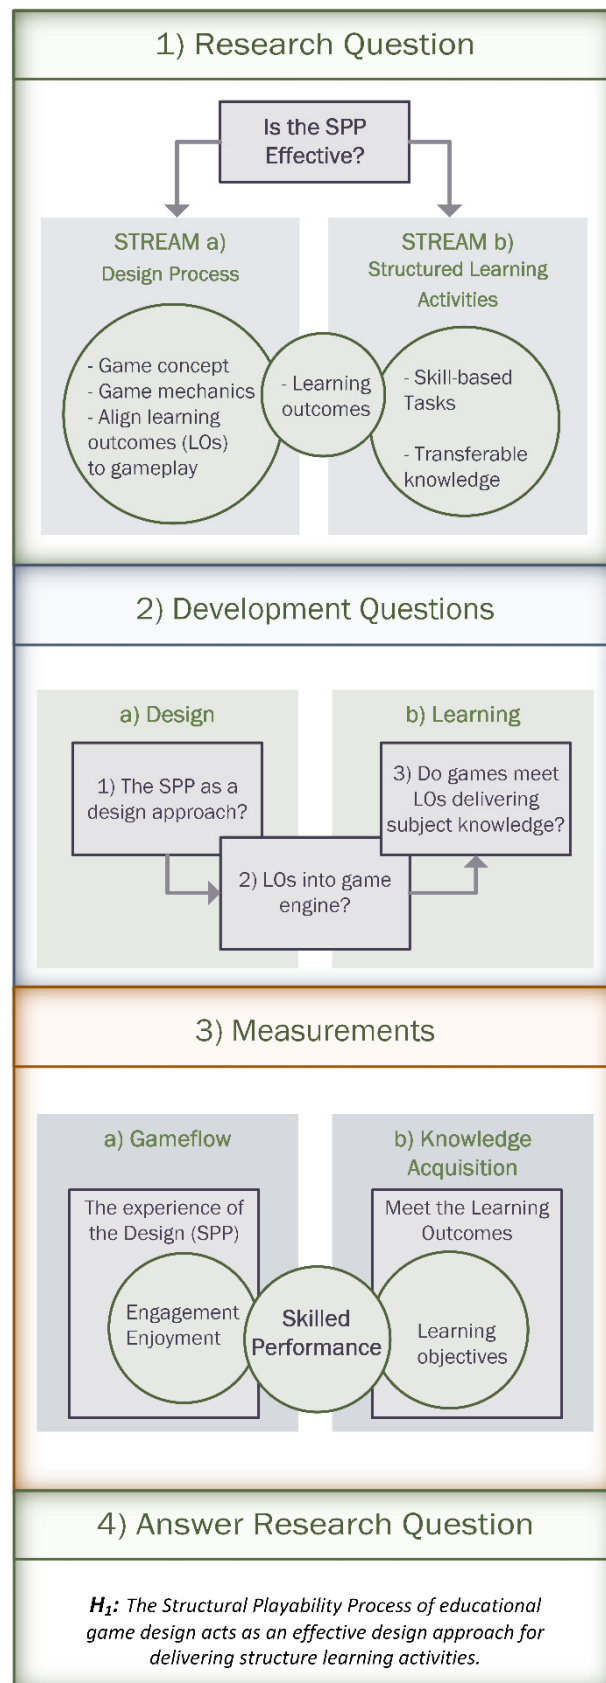 1) Research Question
Is the SPP
Effective?
STREAM a)
Design Process
STREAM b)
Structured Learning
Activities
- Game concept
- Game mechanics
- Align learning
outcomes (LOs)
to gameplay
- Learning
outcomes
- Skill-based
Tasks
- Transferable
knowledge
2) Development Questions
a) Design
b) Learning
1) The SPP as a
design approach?
3) Do games meet
LOs delivering
subject knowledge?
2) LOs into game
engine?
3) Measurements
a) Gameflow
b) Knowledge
Acquisition
The experience of
the Design (SPP)
Meet the Learning
Outcomes
Engagement
Enjoyment
Skilled
Performance
Learning
objectives
4) Answer Research Question
H1: The Structural Playability Process of educational
game design acts as an effective design approach for
delivering structure learning activities.